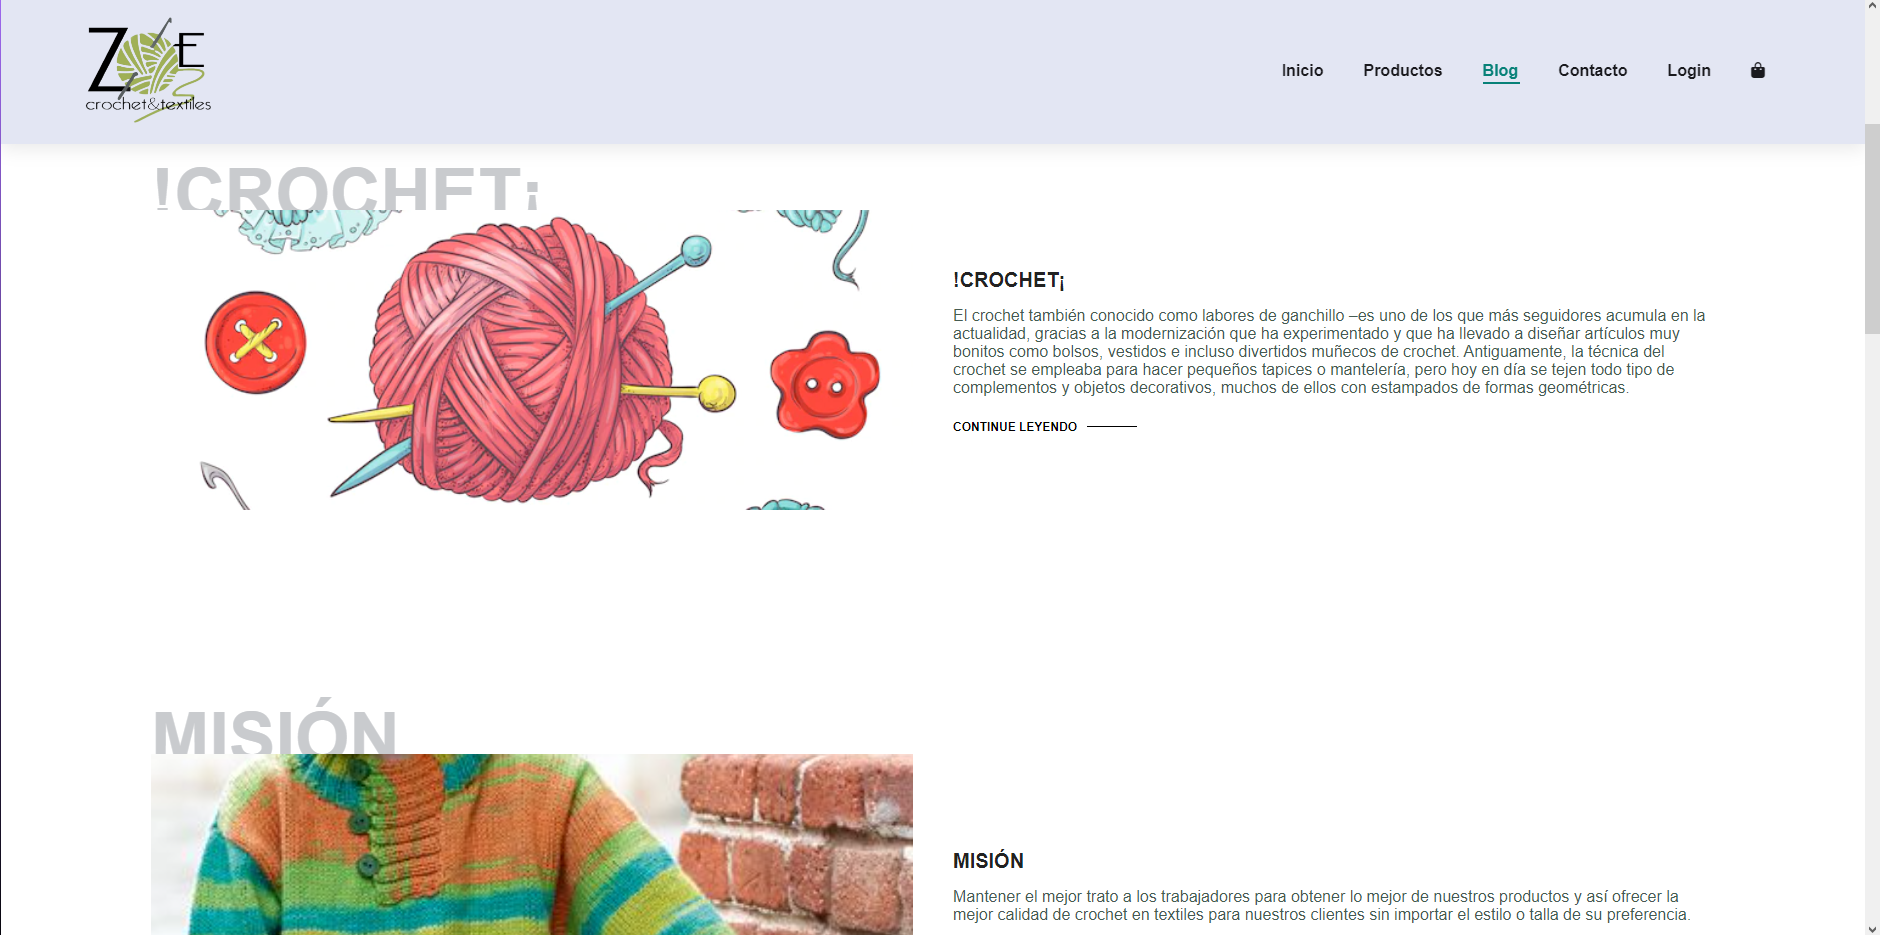 ZOE
crochet&textiles
Inicio
Productos
Blog
Contacto
Login
!CROCHET¡
!CROCHET¡
El crochet también conocido como labores de ganchillo –es uno de los que más seguidores acumula en la
actualidad, gracias a la modernización que ha experimentado y que ha llevado a diseñar artículos muy
bonitos como bolsos, vestidos e incluso divertidos muñecos de crochet. Antiguamente, la técnica del
crochet se empleaba para hacer pequeños tapices o mantelería, pero hoy en día se tejen todo tipo de
complementos y objetos decorativos, muchos de ellos con estampados de formas geométricas.
CONTINUE LEYENDO
MISIÓN
MISIÓN
Mantener el mejor trato a los trabajadores para obtener lo mejor de nuestros productos y así ofrecer la
mejor calidad de crochet en textiles para nuestros clientes sin importar el estilo o talla de su preferencia.